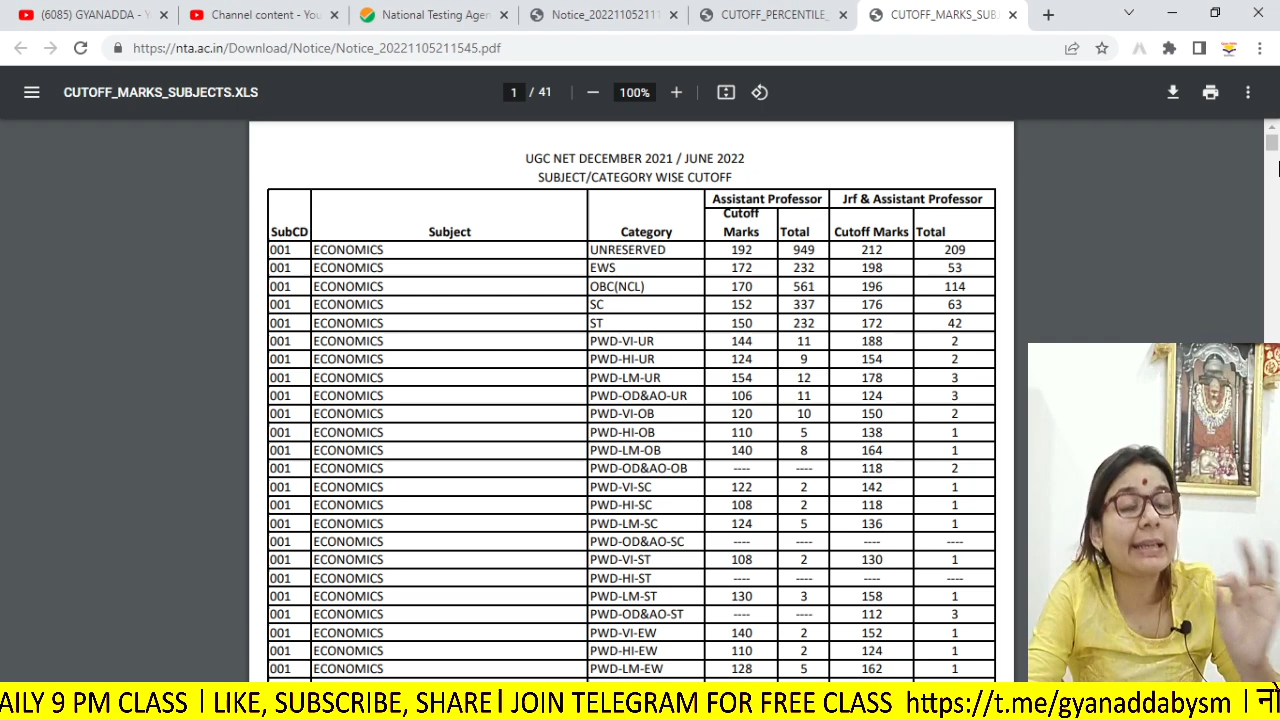 (6085) GYANADDA - Y
Channel content - You
National Testing Agen
Notice_20221105211
CUTOFF_PERCENTILE_
CUTOFF_MARKS_SUBJ
https://nta.ac.in/Download/Notice/Notice_20221105211545.pdf
CUTOFF_MARKS_SUBJECTS.XLS
1 / 41
100%
UGC NET DECEMBER 2021 / JUNE 2022
SUBJECT/CATEGORY WISE CUTOFF
SubCD Subject Category Assistant Professor Jrf & Assistant Professor
Cutoff Marks Total Cutoff Marks Total
001 ECONOMICS UNRESERVED 192 949 212 209
001 ECONOMICS EWS 172 232 198 53
001 ECONOMICS OBC(NCL) 170 561 196 114
001 ECONOMICS SC 152 337 176 63
001 ECONOMICS ST 150 232 172 42
001 ECONOMICS PWD-VI-UR 144 11 188 2
001 ECONOMICS PWD-HI-UR 124 9 154 2
001 ECONOMICS PWD-LM-UR 154 12 178 3
001 ECONOMICS PWD-OD&AO-UR 106 11 124 3
001 ECONOMICS PWD-VI-OB 120 10 150 2
001 ECONOMICS PWD-HI-OB 110 5 138 1
001 ECONOMICS PWD-LM-OB 140 8 164 1
001 ECONOMICS PWD-OD&AO-OB ---- ---- 118 2
001 ECONOMICS PWD-VI-SC 122 2 142 1
001 ECONOMICS PWD-HI-SC 108 2 118 1
001 ECONOMICS PWD-LM-SC 124 5 136 1
001 ECONOMICS PWD-OD&AO-SC ---- ---- ---- ----
001 ECONOMICS PWD-VI-ST 108 2 130 1
001 ECONOMICS PWD-HI-ST ---- ---- ---- ----
001 ECONOMICS PWD-LM-ST 130 3 158 1
001 ECONOMICS PWD-OD&AO-ST ---- ---- 112 3
001 ECONOMICS PWD-VI-EW 140 2 152 1
001 ECONOMICS PWD-HI-EW 110 2 124 1
001 ECONOMICS PWD-LM-EW 128 5 162 1
AILY 9 PM CLASS | LIKE, SUBSCRIBE, SHARE| JOIN TELEGRAM FOR FREE CLASS https://t.me/gyanaddabysm |